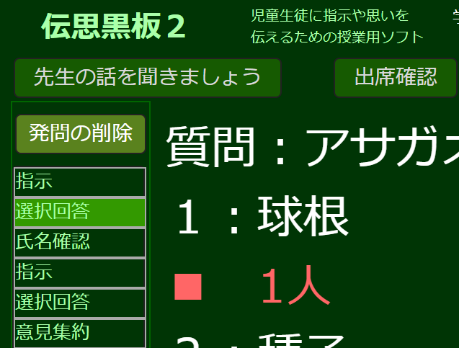 伝思黒板２
児童生徒に指示や思いを
伝えるための授業用ソフト
先生の話を聞きましょう
出席確認
発問の削除
指示
選択回答
氏名確認
指示
選択回答
意見集約
質問：アサガ
１：球根
■ 1人
２：種子